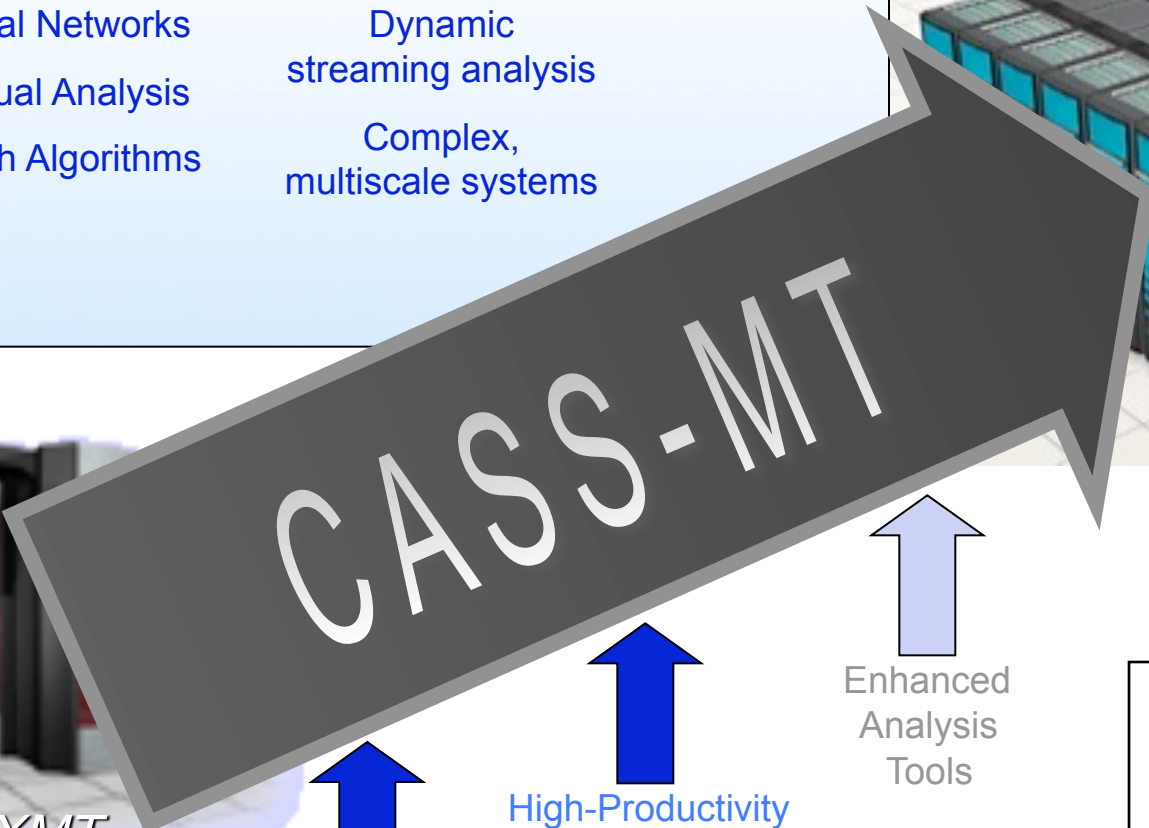 al Networks
ual Analysis
h Algorithms
Dynamic
streaming analysis
Complex,
multiscale systems
CASS-MT
Enhanced
Analysis
Tools
High-Productivity
XMT